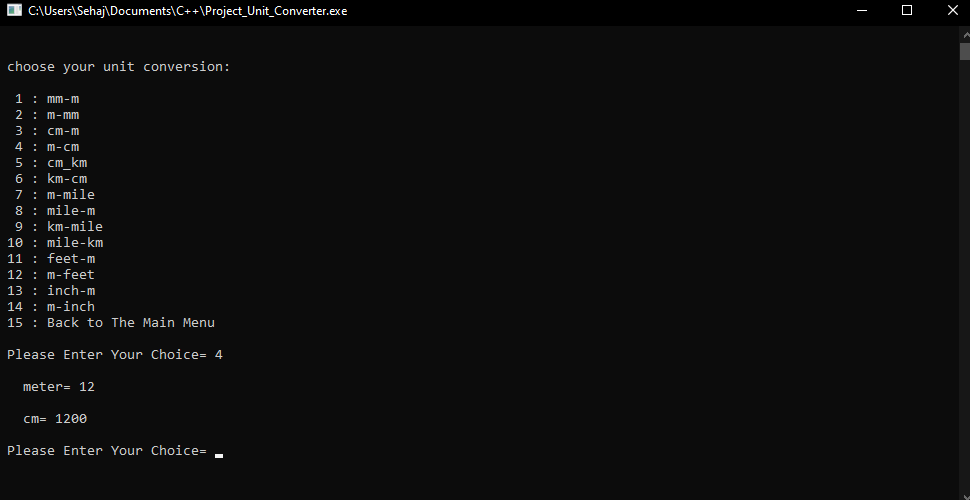 C:\Users\Sehaj\Documents\C++\Project_Unit_Converter.exe
choose your unit conversion:
1 : mm-m
2 : m-mm
3 : cm-m
4 : m-cm
5 : cm_km
6 : km-cm
7 : m-mile
8 : mile-m
9 : km-mile
10 : mile-km
11 : feet-m
12 : m-feet
13 : inch-m
14 : m-inch
15 : Back to The Main Menu
Please Enter Your Choice= 4
meter= 12
cm= 1200
Please Enter Your Choice=